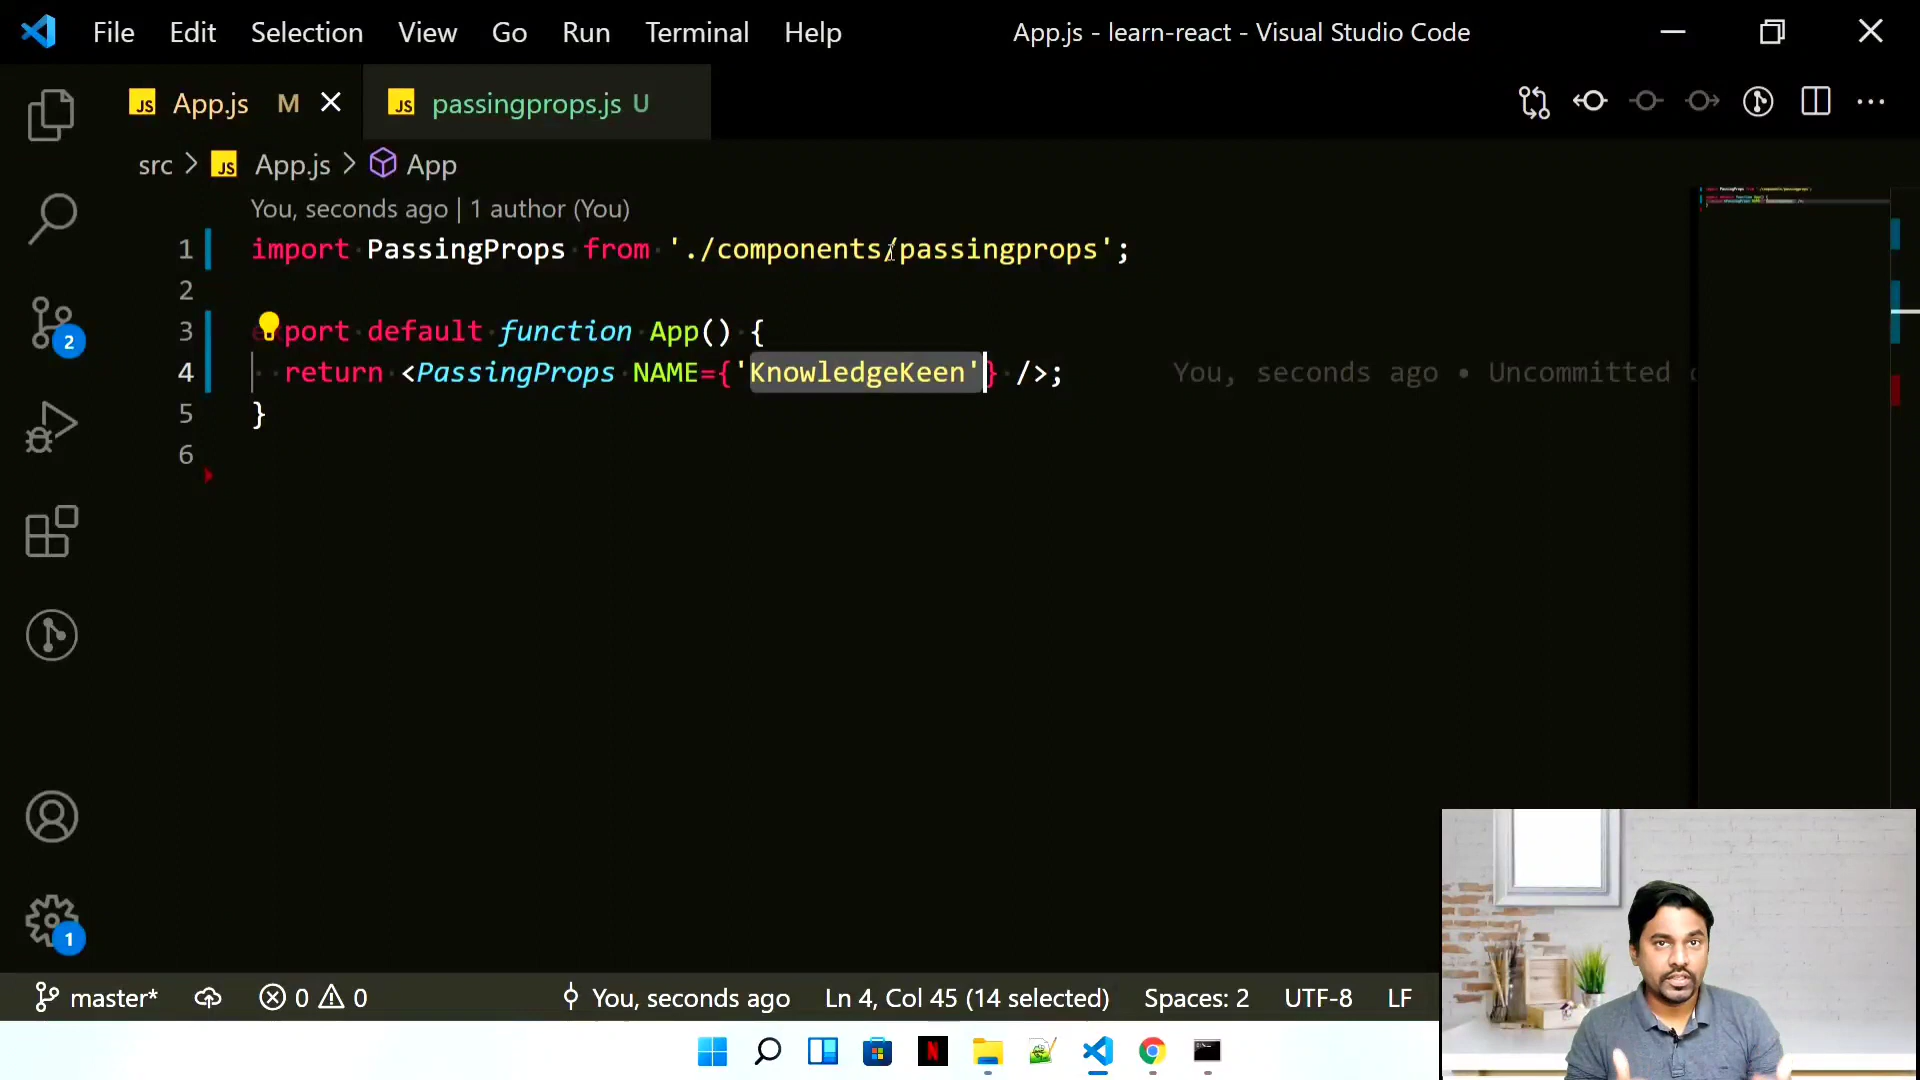 File Edit Selection View Go Run Terminal Help App.js - learn-react - Visual Studio Code
JS App.js M JS passingprops.js U
src > JS App.js > App
You, seconds ago | 1 author (You)
1 import PassingProps from './components/passingprops';
2
3 port default function App() {
4 return <PassingProps NAME={'KnowledgeKeen'} />; You, seconds ago • Uncommitted
5 }
6
2
1
master* 0 0 You, seconds ago Ln 4, Col 45 (14 selected) Spaces: 2 UTF-8 LF
N